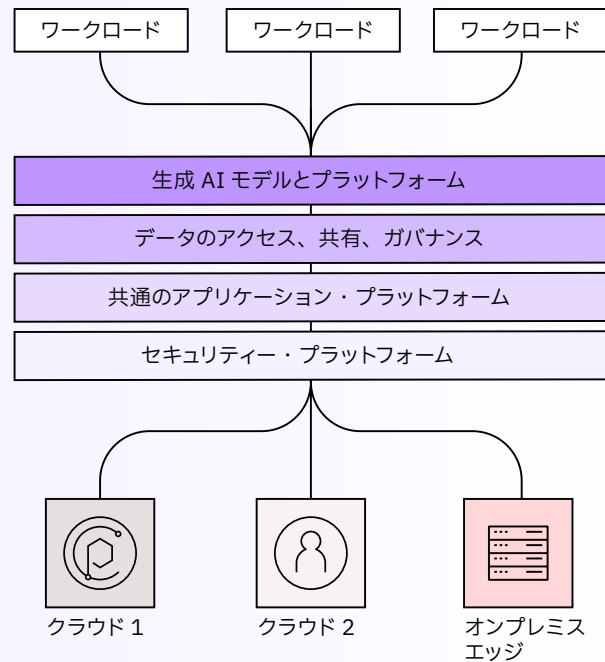 ワークロード
ワークロード
ワークロード
生成 AI モデルとプラットフォーム
データのアクセス、共有、ガバナンス
共通のアプリケーション・プラットフォーム
セキュリティー・プラットフォーム
クラウド 1
クラウド 2
オンプレミス
エッジ